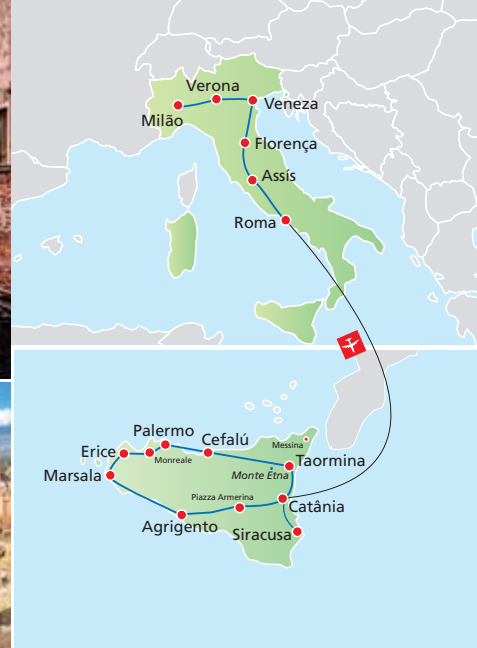 Verona
Veneza
Milão
Florença
Assís
Roma
Palermo
Cefalú
Messina
Erice
Monreale
Taormina
Marsala
Monte Etna
Piazza Armerina
Catânia
Agrigento
Siracusa